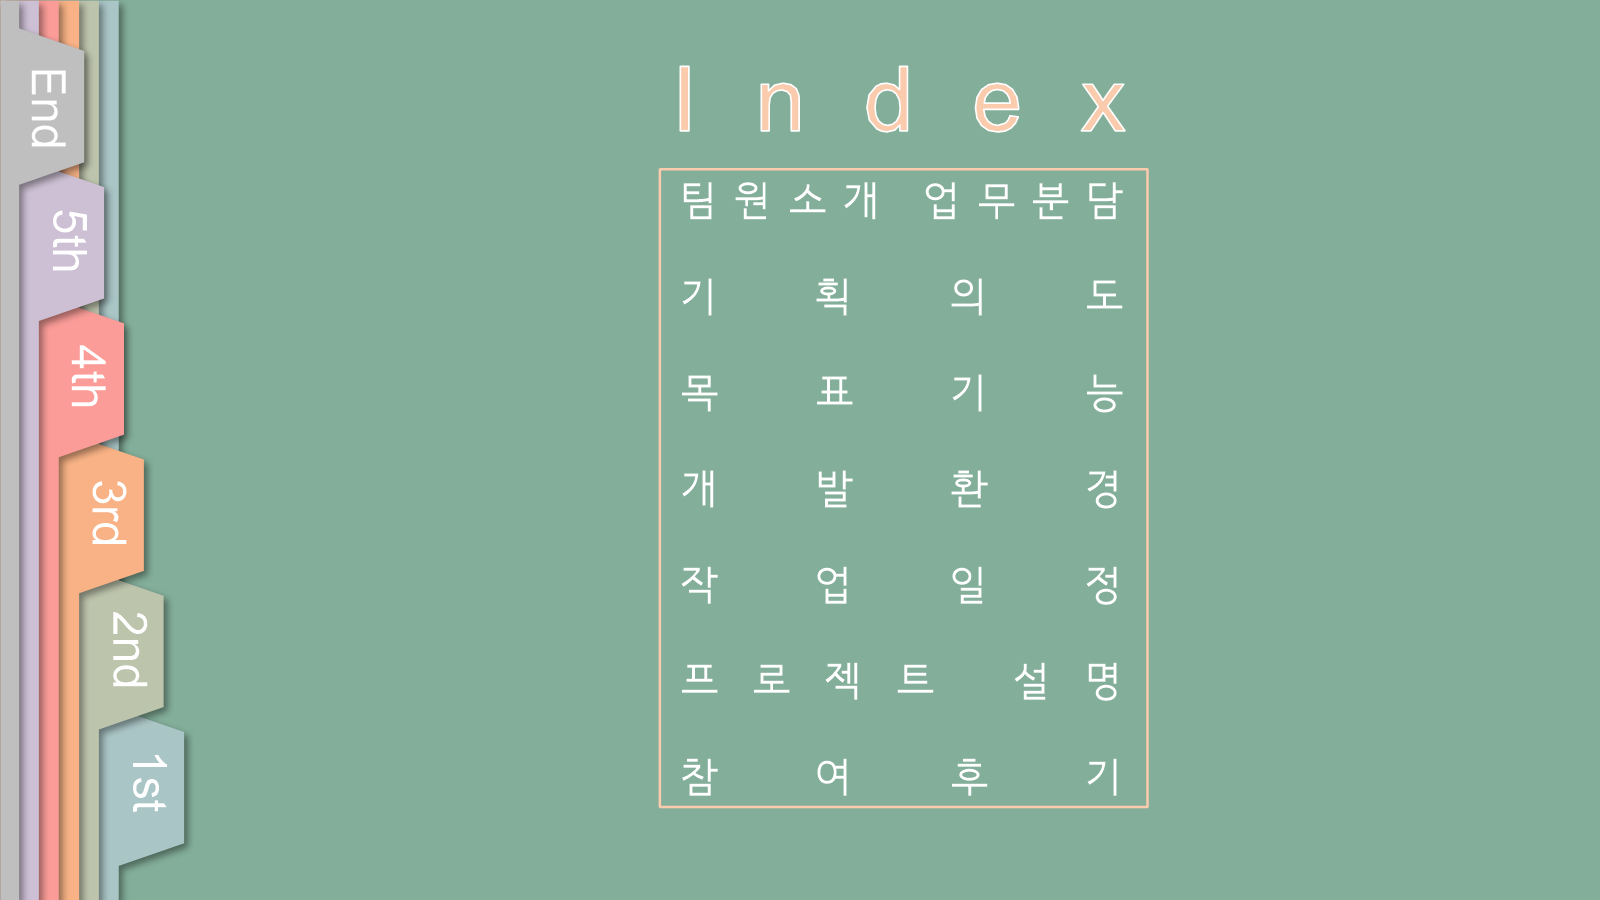 Index
팀원소개 업무분담
기획의도
목표기능
개발환경
작업일정
프로젝트 설명
참여후기
End
5th
4th
3rd
2nd
1st